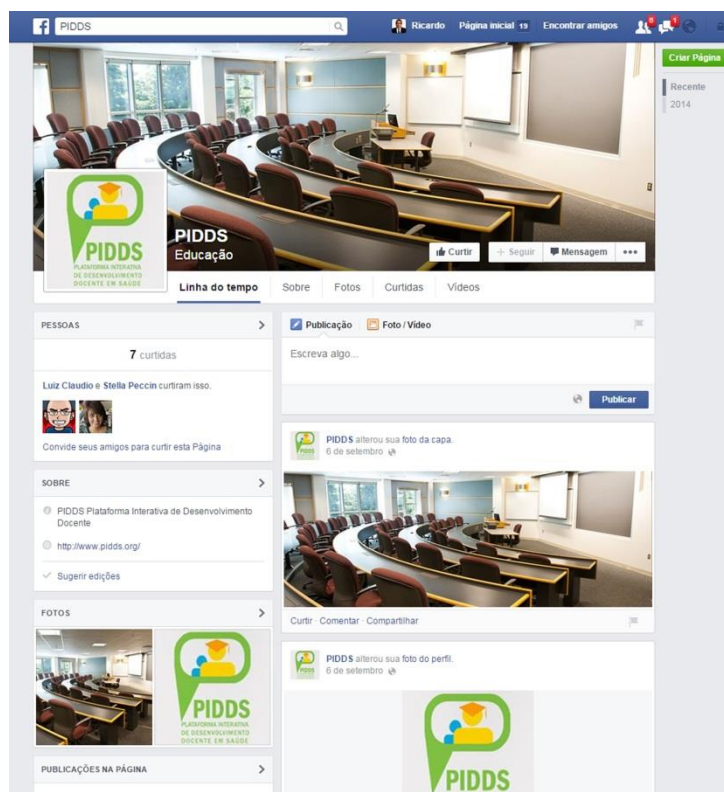 PIDDS
Ricardo
Página inicial 19
Encontrar amigos
6
1
Criar Página
Recente
2014
PIDDS
PLATAFORMA INTERATIVA
DE DESENVOLVIMENTO
DOCENTE EM SAÚDE
PIDDS
Educação
Curtir
+ Seguir
Mensagem
Linha do tempo
Sobre
Fotos
Curtidas
Vídeos
PESSOAS
7 curtidas
Luiz Claudio e Stella Peccin curtiram isso.
Convide seus amigos para curtir esta Página
SOBRE
PIDDS Plataforma Interativa de Desenvolvimento
Docente
http://www.pidds.org/
Sugerir edições
FOTOS
PIDDS
PLATAFORMA INTERATIVA
DE DESENVOLVIMENTO
DOCENTE EM SAÚDE
PUBLICAÇÕES NA PÁGINA
Publicação
Foto / Vídeo
Escreva algo...
Publicar
PIDDS alterou sua foto da capa.
6 de setembro
Curtir · Comentar · Compartilhar
PIDDS alterou sua foto do perfil.
6 de setembro
PIDDS